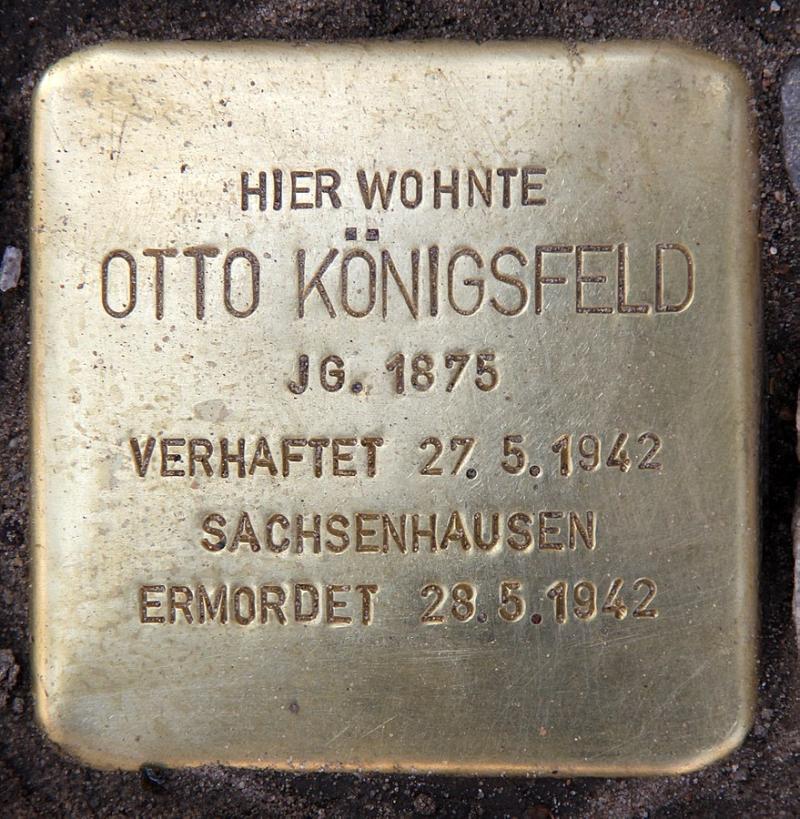 HIER WOHNTE
OTTO KÖNIGSFELD
JG. 1875
VERHAFTET 27. 5. 1942
SACHSENHAUSEN
ERMORDET 28. 5. 1942